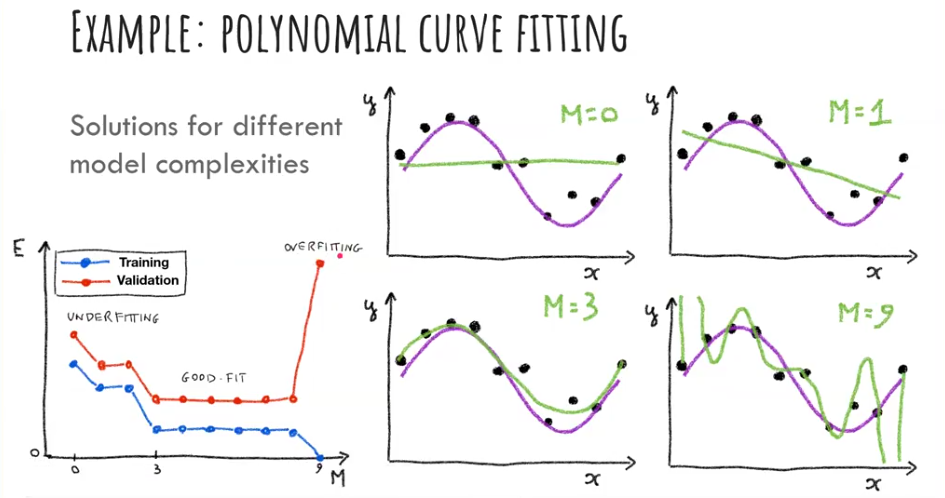 EXAMPLE: POLYNOMIAL CURVE FITTING
Solutions for different
model complexities
y
M=0
x
y
M=1
x
E
OVERFITTING
Training
Validation
UNDERFITTING
GOOD-FIT
0
0
3
9
M
y
M=3
x
y
M=9
x